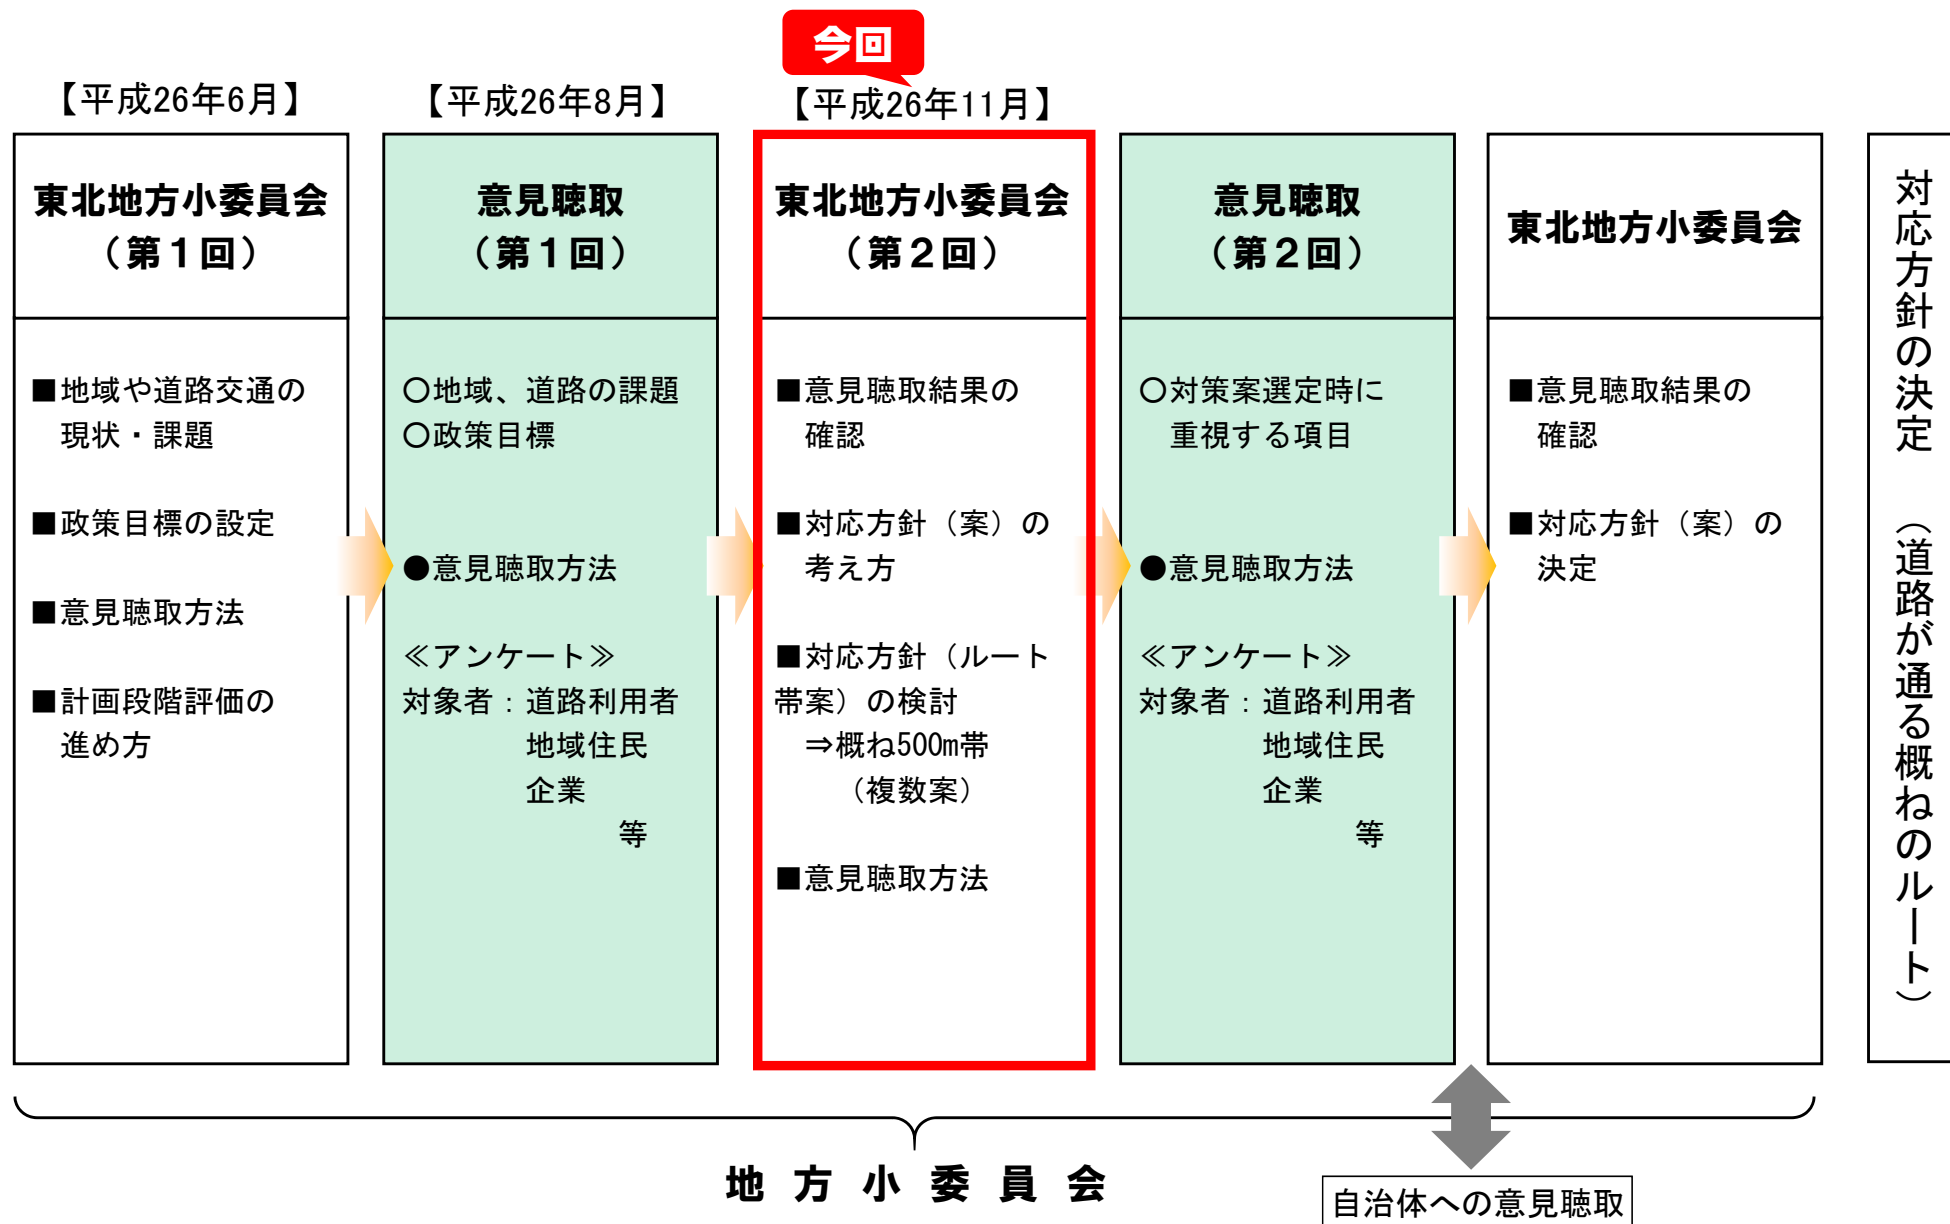 今回
【平成26年6月】
【平成26年8月】
【平成26年11月】
東北地方小委員会
（第１回）
■地域や道路交通の
現状・課題
■政策目標の設定
■意見聴取方法
■計画段階評価の
進め方
意見聴取
（第１回）
○地域、道路の課題
○政策目標
●意見聴取方法
≪アンケート≫
対象者：道路利用者
地域住民
企業
等
東北地方小委員会
（第２回）
■意見聴取結果の
確認
■対応方針（案）の
考え方
■対応方針（ルート
帯案）の検討
⇒概ね500m帯
（複数案）
■意見聴取方法
意見聴取
（第２回）
○対策案選定時に
重視する項目
●意見聴取方法
≪アンケート≫
対象者：道路利用者
地域住民
企業
等
東北地方小委員会
■意見聴取結果の
確認
■対応方針（案）の
決定
対応方針の決定　（道路が通る概ねのルート）
地方小委員会
自治体への意見聴取